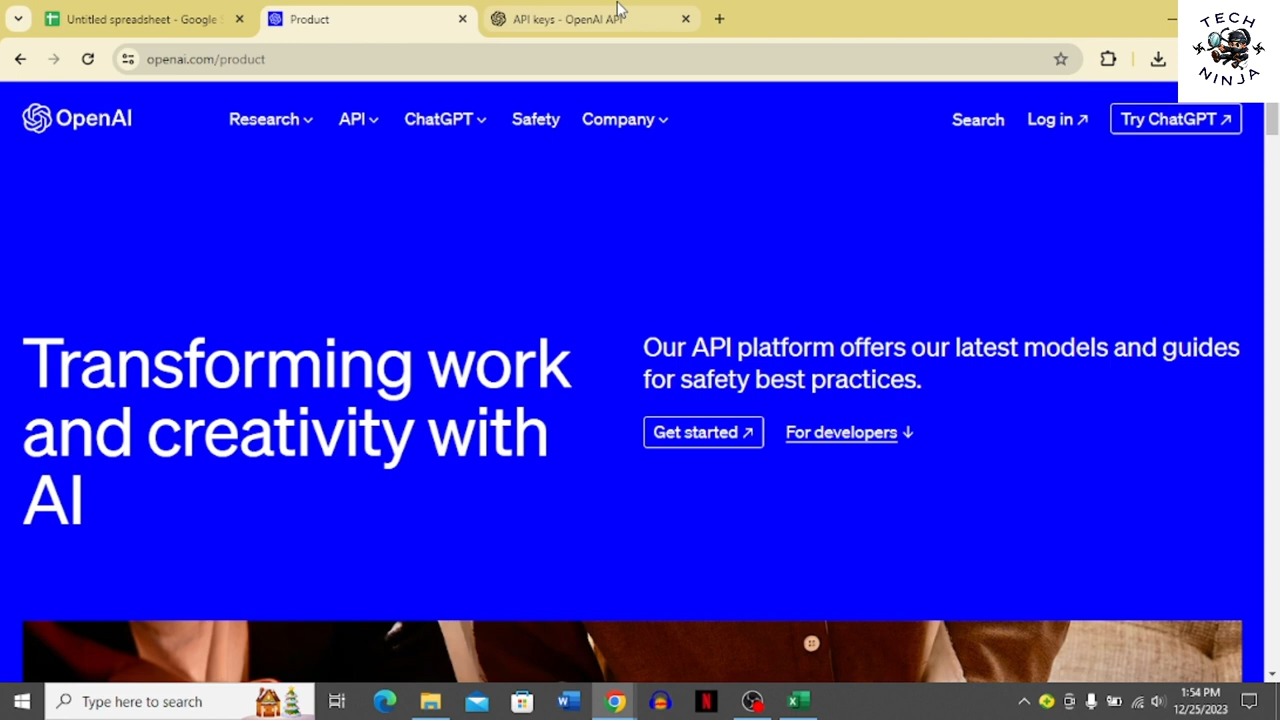 Untitled spreadsheet - Google
Product
API keys - OpenAI API
openai.com/product
TECH
NINJA
OpenAI
Research
API
ChatGPT
Safety
Company
Search
Log in
Try ChatGPT
Transforming work
and creativity with
AI
Our API platform offers our latest models and guides
for safety best practices.
Get started
For developers
Type here to search
1:54 PM
12/25/2023